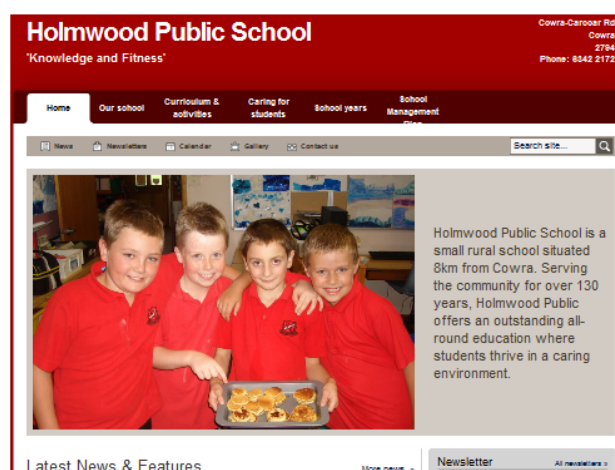 Holmwood Public School
'Knowledge and Fitness'
Cowra-Carooar Rd
Cowra
2794
Phone: 6342 2172
Home
Our school
Curriculum & activities
Caring for students
School years
School Management Plan
News
Newsletters
Calendar
Gallery
Contact us
Search site...
Holmwood Public School is a
small rural school situated
8km from Cowra. Serving
the community for over 130
years, Holmwood Public
offers an outstanding all-
round education where
students thrive in a caring
environment.
Latest News & Features
More news »
Newsletter
All newsletters »